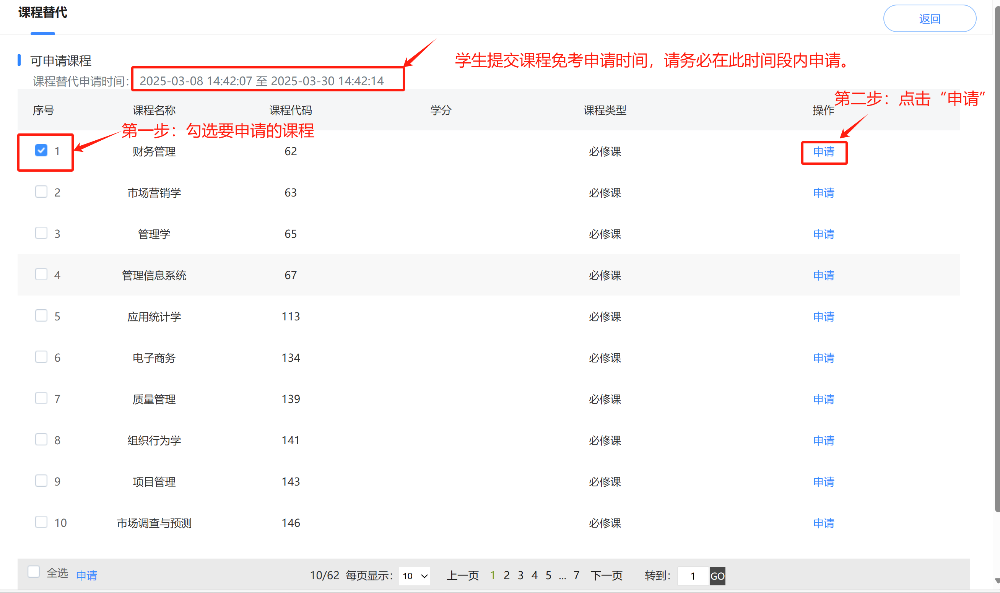 课程替代
返回
可申请课程
学生提交课程免考申请时间，请务必在此时间段内申请。
课程替代申请时间：2025-03-08 14:42:07 至 2025-03-30 14:42:14
第二步：点击“申请”
序号 课程名称 课程代码 学分 课程类型 操作
第一步：勾选要申请的课程
1 财务管理 62 必修课 申请
2 市场营销学 63 必修课 申请
3 管理学 65 必修课 申请
4 管理信息系统 67 必修课 申请
5 应用统计学 113 必修课 申请
6 电子商务 134 必修课 申请
7 质量管理 139 必修课 申请
8 组织行为学 141 必修课 申请
9 项目管理 143 必修课 申请
10 市场调查与预测 146 必修课 申请
全选 申请 10/62 每页显示：10 上一页 1 2 3 4 5 ... 7 下一页 转到：1 GO